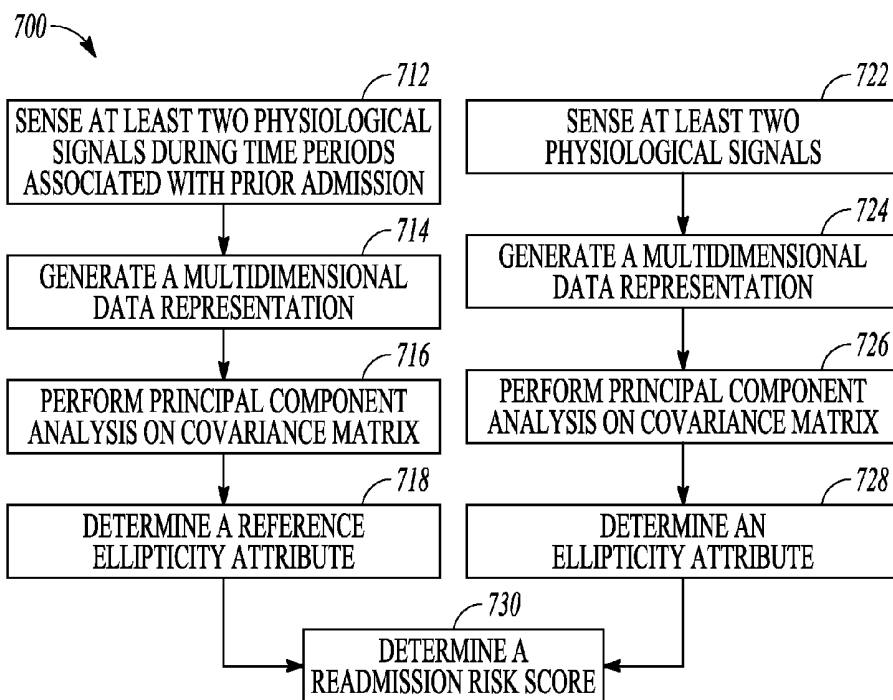 700
712
SENSE AT LEAST TWO PHYSIOLOGICAL
SIGNALS DURING TIME PERIODS
ASSOCIATED WITH PRIOR ADMISSION
714
GENERATE A MULTIDIMENSIONAL
DATA REPRESENTATION
716
PERFORM PRINCIPAL COMPONENT
ANALYSIS ON COVARIANCE MATRIX
718
DETERMINE A REFERENCE
ELLIPTICITY ATTRIBUTE
722
SENSE AT LEAST TWO
PHYSIOLOGICAL SIGNALS
724
GENERATE A MULTIDIMENSIONAL
DATA REPRESENTATION
726
PERFORM PRINCIPAL COMPONENT
ANALYSIS ON COVARIANCE MATRIX
728
DETERMINE AN
ELLIPTICITY ATTRIBUTE
730
DETERMINE A
READMISSION RISK SCORE